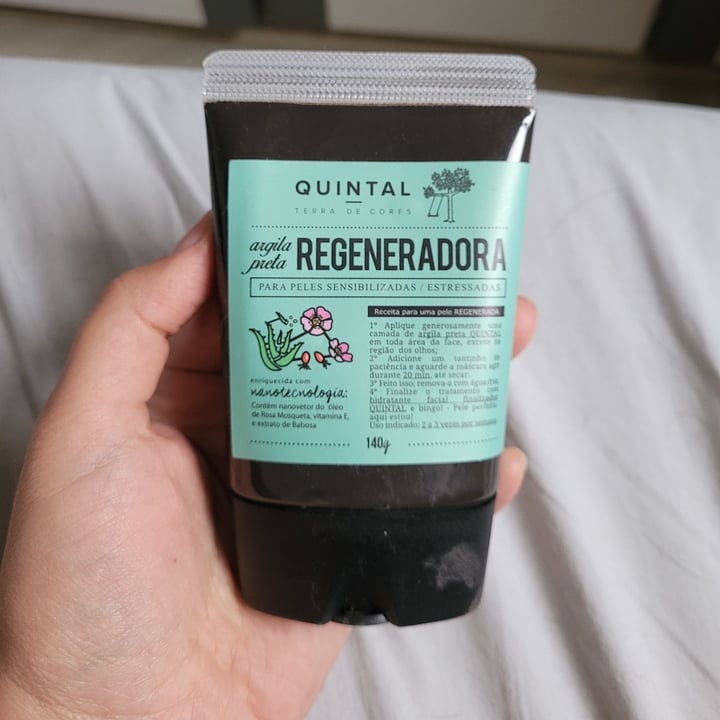 QUINTAL
TERRA DE CORES
argila
preta
REGENERADORA
PARA PELES SENSIBILIZADAS / ESTRESSADAS
Receita para uma pele REGENERADA
1º Aplique generosamente uma
camada de argila preta QUINTAL
em toda área da face, exceto na
região dos olhos;
2º Adicione um tantinho de
paciência e aguarde a máscara agir
durante 20 min. até secar.
3º Feito isso, remova-a com água fria.
4º Finalize o tratamento com
hidratante facial finalizador
QUINTAL e bingo! - Pele perfeita,
aqui estou!
Uso indicado: 2 a 3 vezes por semana.
enriquecida com
nanotecnologia:
Contém nanovetor do óleo
de Rosa Mosqueta, vitamina E,
e extrato de Babosa
140g